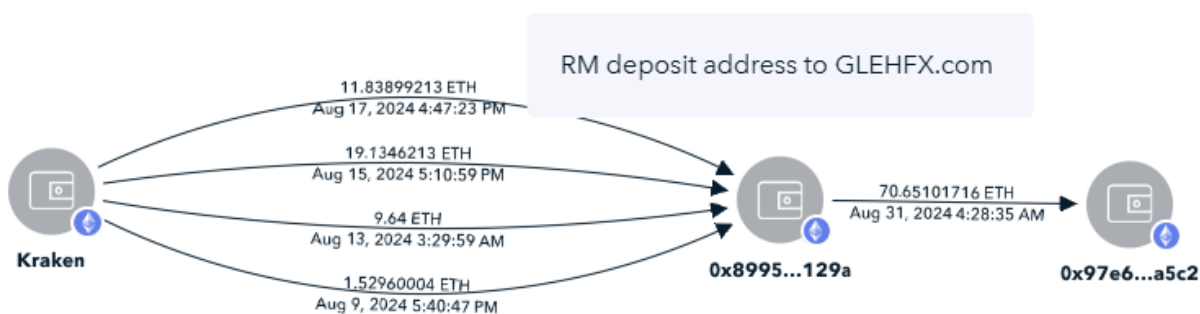 RM deposit address to GLEHFX.com
11.83899213 ETH
Aug 17, 2024 4:47:23 PM
19.1346213 ETH
Aug 15, 2024 5:10:59 PM
9.64 ETH
Aug 13, 2024 3:29:59 AM
1.52960004 ETH
Aug 9, 2024 5:40:47 PM
Kraken
70.65101716 ETH
Aug 31, 2024 4:28:35 AM
0x8995...129a
0x97e6...a5c2